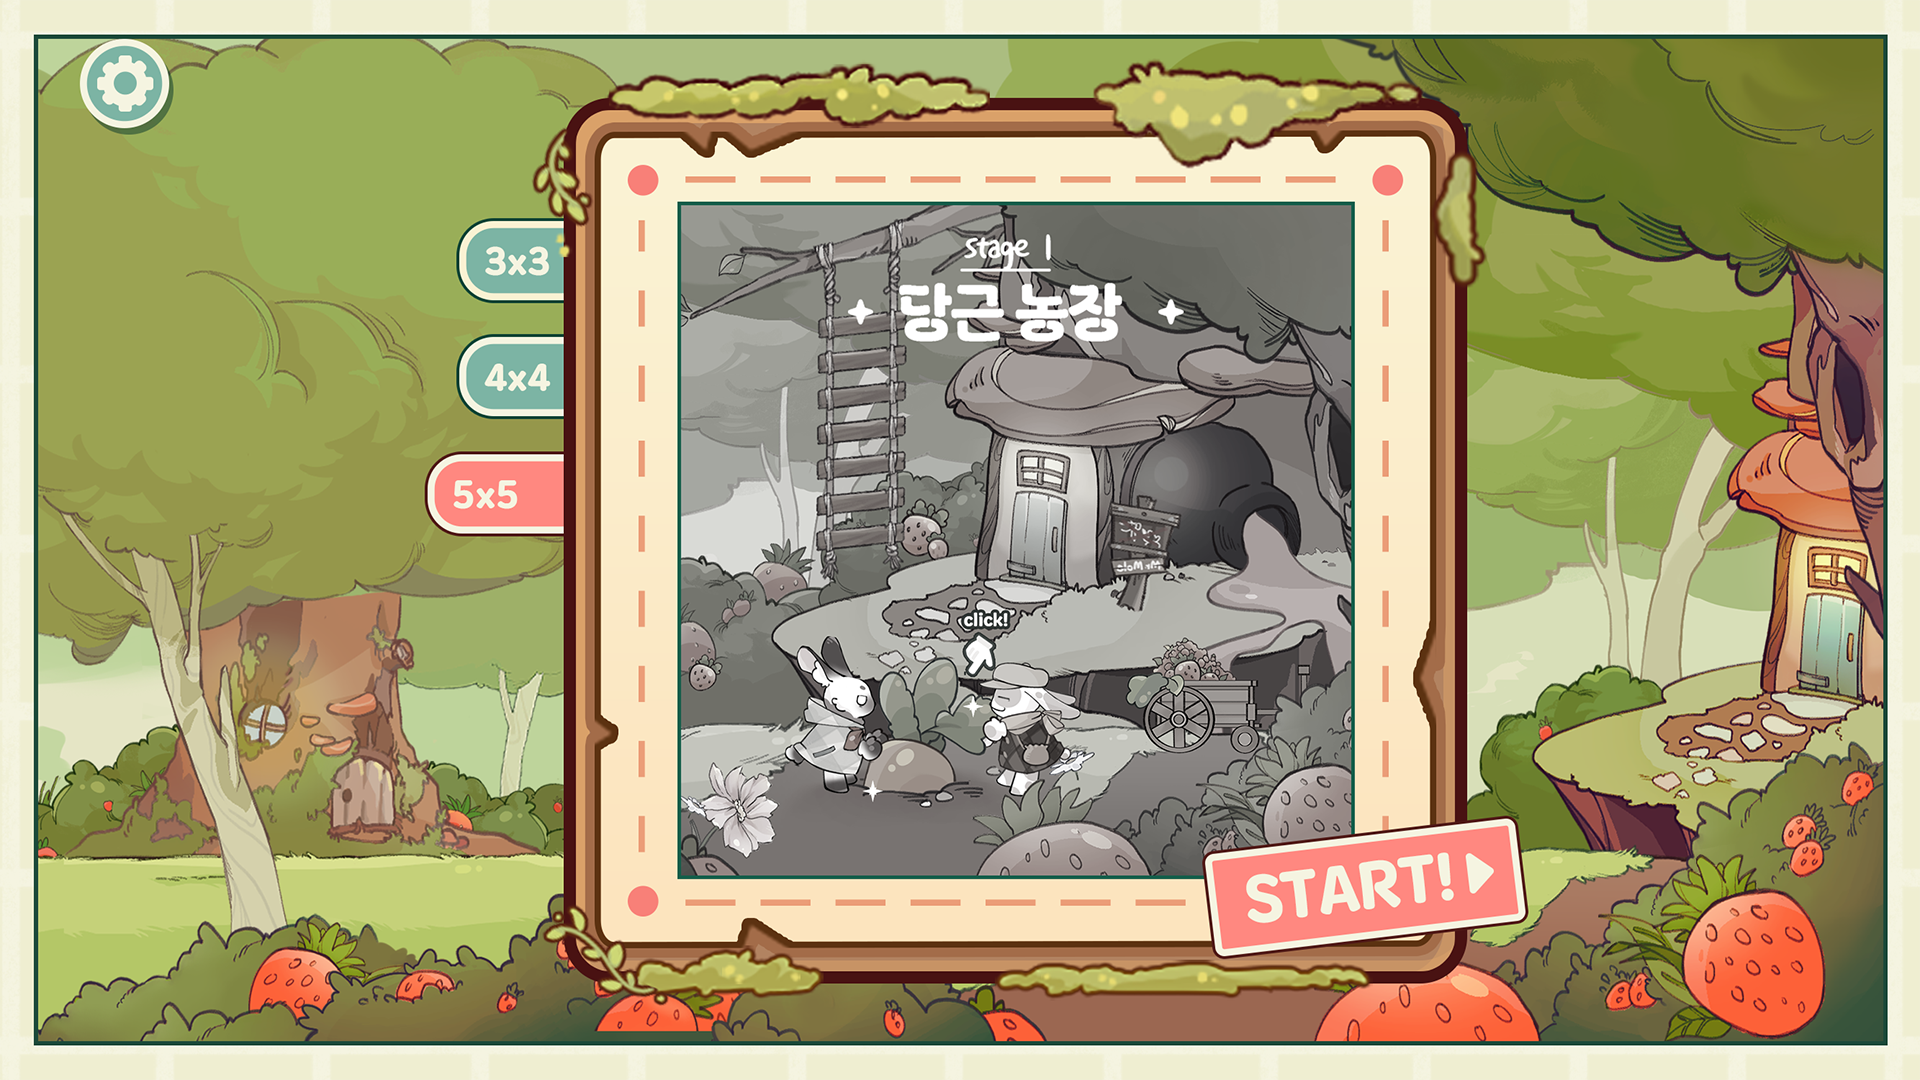 3x3
4x4
5x5
stage 1
당근 농장
click!
START!